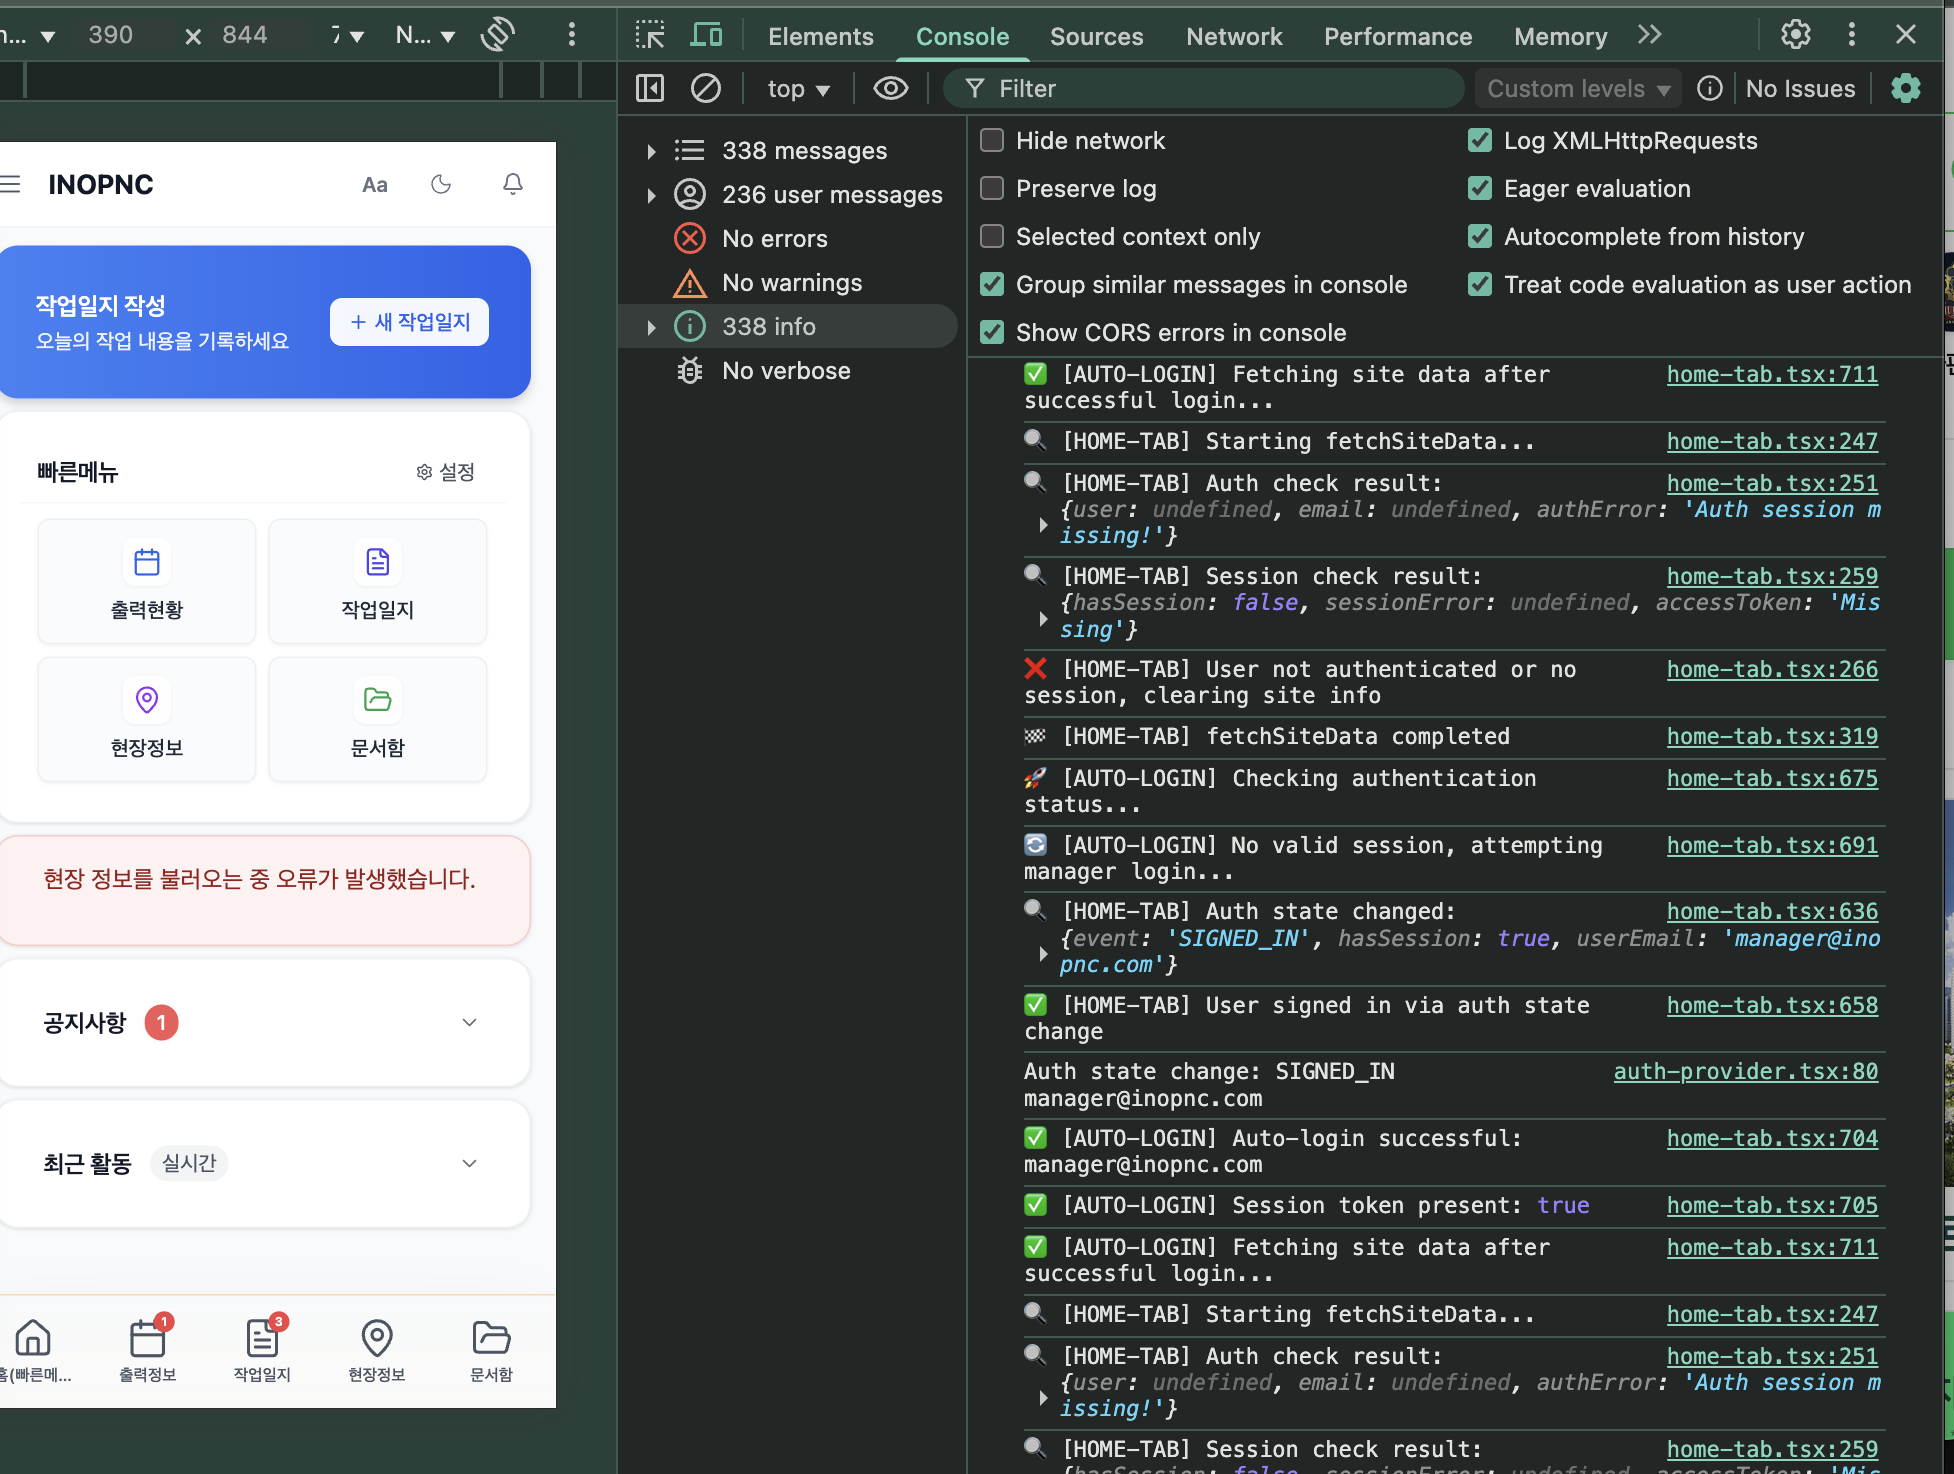 390 × 844
N...
Elements
Console
Sources
Network
Performance
Memory
top
Filter
Custom levels
No Issues
338 messages
236 user messages
No errors
No warnings
338 info
No verbose
Hide network
Log XMLHttpRequests
Preserve log
Eager evaluation
Selected context only
Autocomplete from history
Group similar messages in console
Treat code evaluation as user action
Show CORS errors in console
INOPNC
Aa
작업일지 작성
오늘의 작업 내용을 기록하세요
+ 새 작업일지
빠른메뉴
설정
출력현황
작업일지
현장정보
문서함
현장 정보를 불러오는 중 오류가 발생했습니다.
공지사항 1
최근 활동 실시간
1
3
홈(빠른메...
출력정보
작업일지
현장정보
문서함
✅ [AUTO-LOGIN] Fetching site data after home-tab.tsx:711
successful login...
🔍 [HOME-TAB] Starting fetchSiteData... home-tab.tsx:247
🔍 [HOME-TAB] Auth check result: home-tab.tsx:251
{user: undefined, email: undefined, authError: 'Auth session m
issing!'}
🔍 [HOME-TAB] Session check result: home-tab.tsx:259
{hasSession: false, sessionError: undefined, accessToken: 'Mis
sing'}
❌ [HOME-TAB] User not authenticated or no home-tab.tsx:266
session, clearing site info
🏁 [HOME-TAB] fetchSiteData completed home-tab.tsx:319
🚀 [AUTO-LOGIN] Checking authentication home-tab.tsx:675
status...
🔄 [AUTO-LOGIN] No valid session, attempting home-tab.tsx:691
manager login...
🔍 [HOME-TAB] Auth state changed: home-tab.tsx:636
{event: 'SIGNED_IN', hasSession: true, userEmail: 'manager@ino
pnc.com'}
✅ [HOME-TAB] User signed in via auth state home-tab.tsx:658
change
Auth state change: SIGNED_IN auth-provider.tsx:80
manager@inopnc.com
✅ [AUTO-LOGIN] Auto-login successful: home-tab.tsx:704
manager@inopnc.com
✅ [AUTO-LOGIN] Session token present: true home-tab.tsx:705
✅ [AUTO-LOGIN] Fetching site data after home-tab.tsx:711
successful login...
🔍 [HOME-TAB] Starting fetchSiteData... home-tab.tsx:247
🔍 [HOME-TAB] Auth check result: home-tab.tsx:251
{user: undefined, email: undefined, authError: 'Auth session m
issing!'}
🔍 [HOME-TAB] Session check result: home-tab.tsx:259
{hasSession: false, sessionError: undefined, accessToken: 'Mis